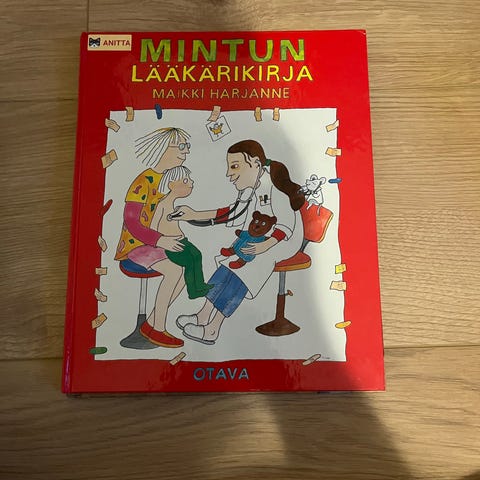 ANITTA
MINTUN
LÄÄKÄRIKIRJA
MAIKKI HARJANNE
OTAVA